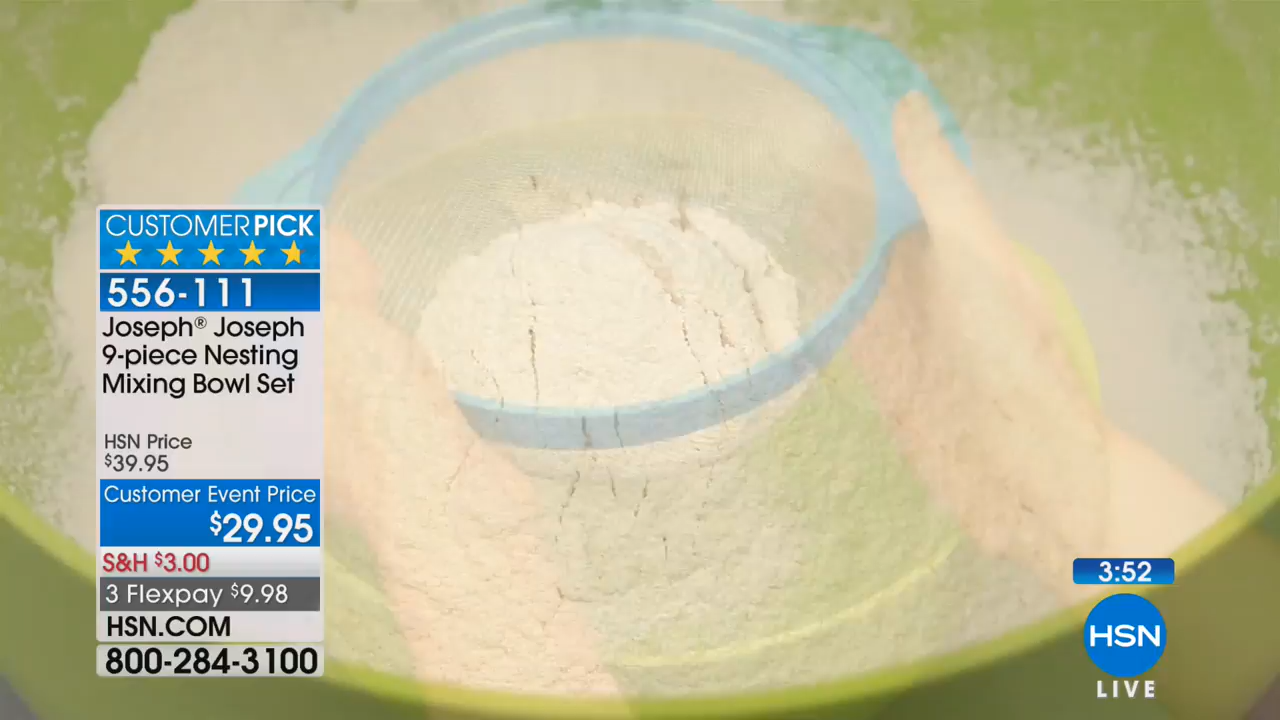 CUSTOMER PICK
556-111
Joseph® Joseph
9-piece Nesting
Mixing Bowl Set
HSN Price
$39.95
Customer Event Price
$29.95
S&H $3.00
3 Flexpay $9.98
HSN.COM
800-284-3100
3:52
HSN
LIVE